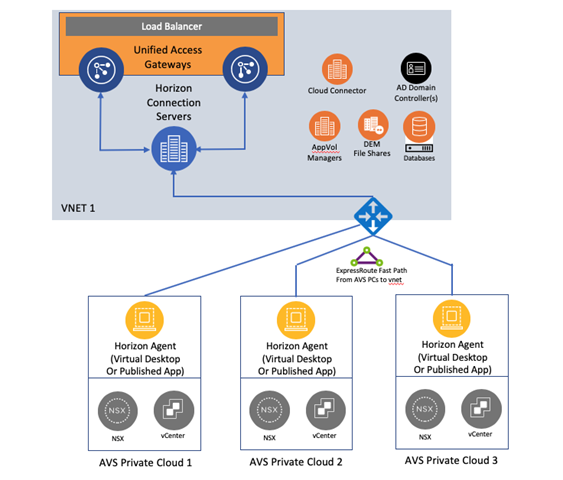 Load Balancer
Unified Access
Gateways
Horizon
Connection
Servers
Cloud Connector
AD Domain
Controller(s)
AppVol
Managers
DEM
File Shares
Databases
VNET 1
ExpressRoute Fast Path
From AVS PCs to vnet
Horizon Agent
(Virtual Desktop
Or Published App)
NSX
NSX
vCenter
AVS Private Cloud 1
Horizon Agent
(Virtual Desktop
Or Published App)
NSX
NSX
vCenter
AVS Private Cloud 2
Horizon Agent
(Virtual Desktop
Or Published App)
NSX
NSX
vCenter
AVS Private Cloud 3